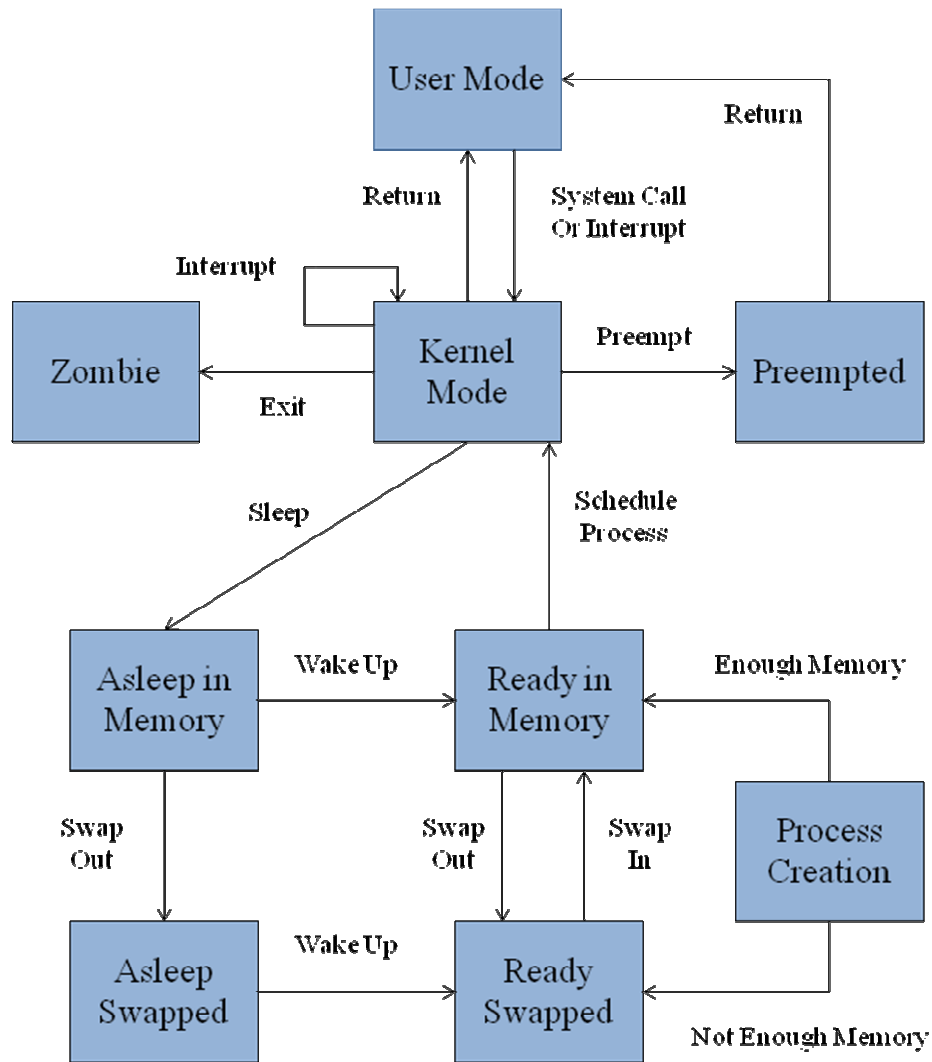 User Mode
Return
Return
System Call
Or Interrupt
Interrupt
Zombie
Kernel
Mode
Preempt
Preempted
Exit
Sleep
Schedule
Process
Asleep in
Memory
Wake Up
Ready in
Memory
Enough Memory
Swap
Out
Swap
Out
Swap
In
Process
Creation
Asleep
Swapped
Wake Up
Ready
Swapped
Not Enough Memory